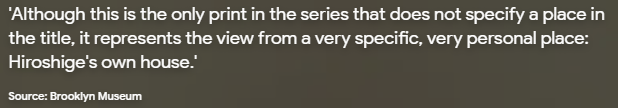 'Although this is the only print in the series that does not specify a place in
the title, it represents the view from a very specific, very personal place:
Hiroshige's own house.'
Source: Brooklyn Museum